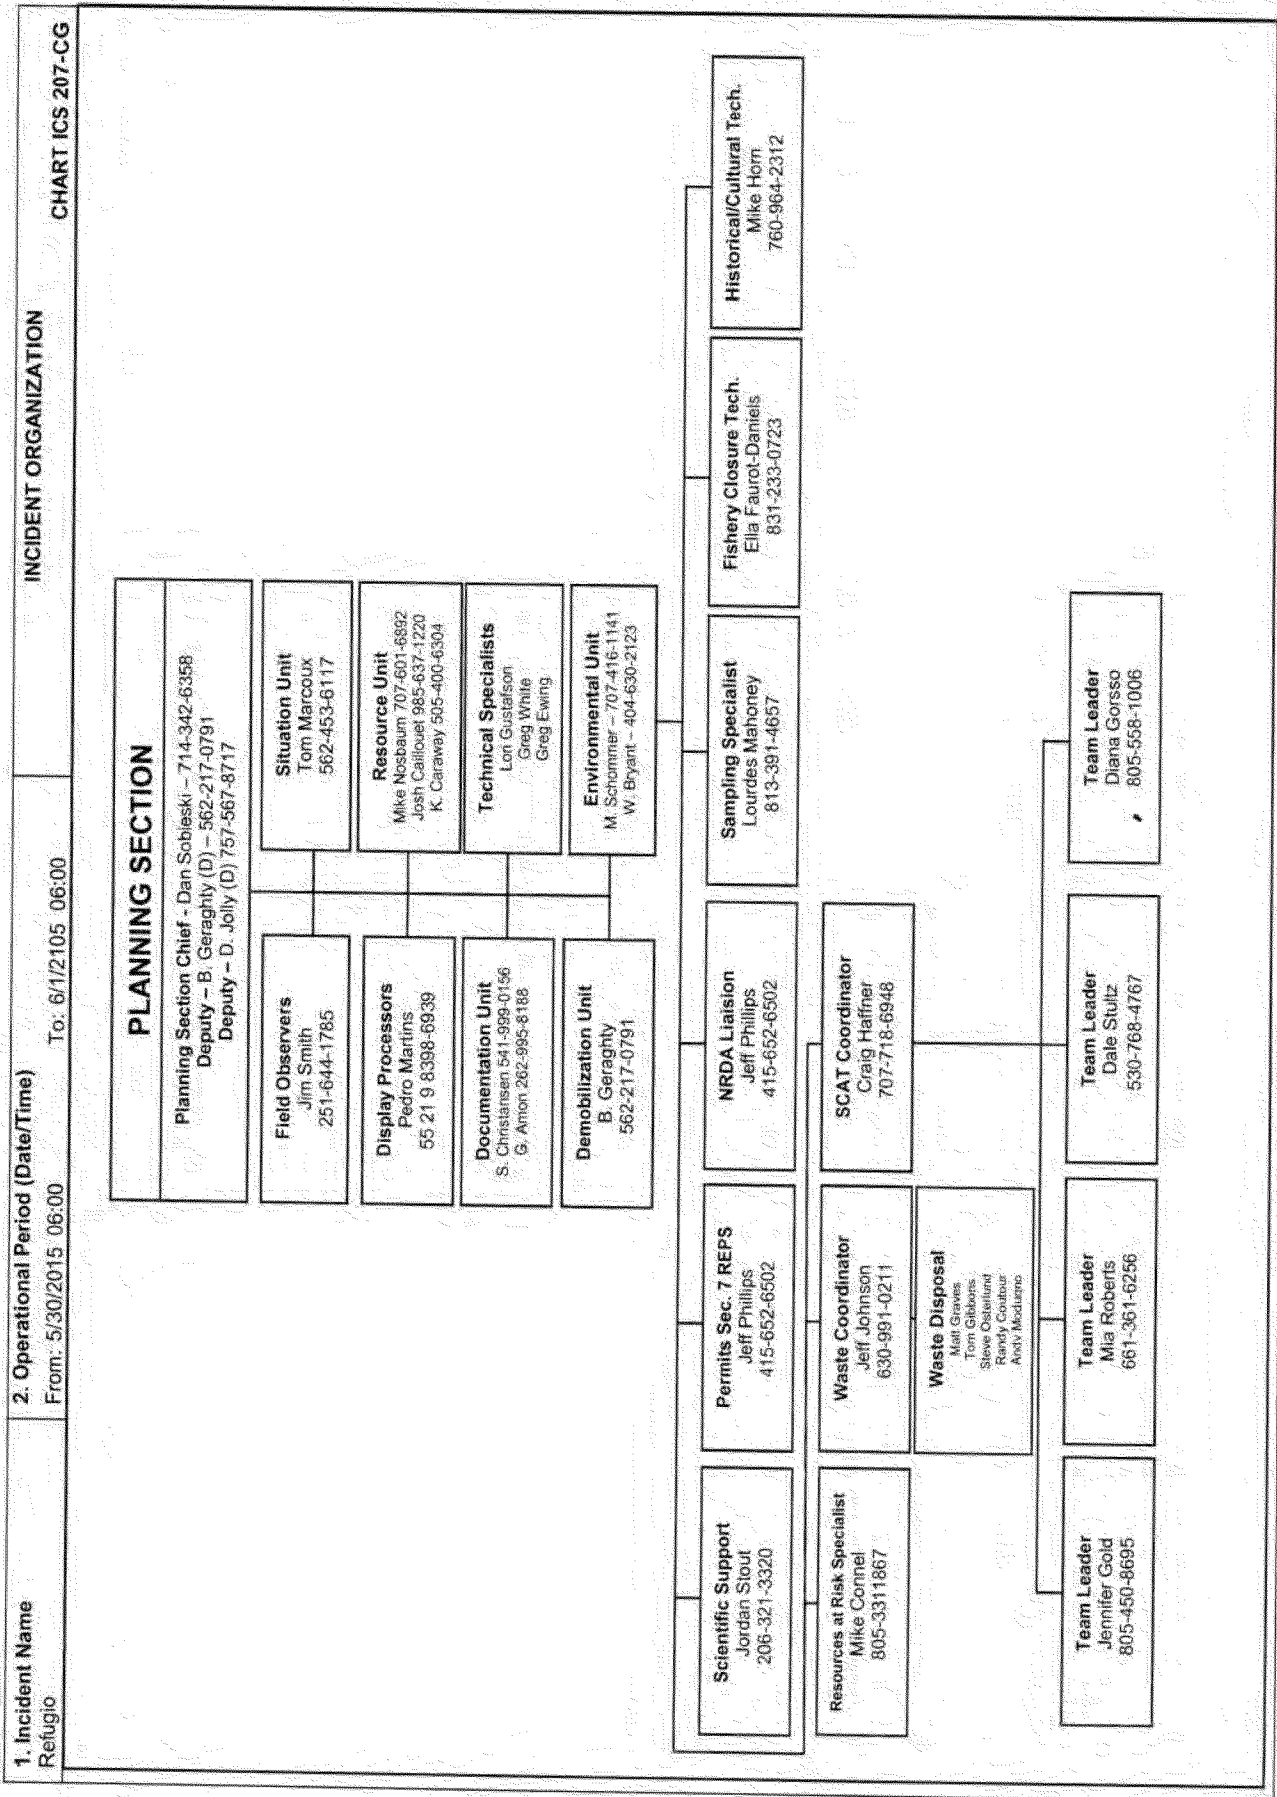 1. Incident Name
Refugio
2. Operational Period (Date/Time)
From: 5/30/2015 06:00 To: 6/1/2105 06:00
INCIDENT ORGANIZATION
CHART ICS 207-CG
PLANNING SECTION
Planning Section Chief - Dan Sobieski – 714-342-6358
Deputy – B. Geraghty (D) – 562-217-0791
Deputy – D. Jolly (D) 757-567-8717
Field Observers
Jim Smith
251-644-1785
Situation Unit
Tom Marcoux
562-453-6117
Display Processors
Pedro Martins
55 21 9 8398-6939
Resource Unit
Mike Nosbaum 707-601-6892
Josh Caillouet 985-637-1220
K. Caraway 505-400-6304
Documentation Unit
S. Christansen 541-999-0156
G. Amon 262-995-8188
Technical Specialists
Lori Gustafson
Greg White
Greg Ewing
Demobilization Unit
B. Geraghty
562-217-0791
Environmental Unit
M. Schommer – 707-416-1141
W. Bryant – 404-630-2123
Scientific Support
Jordan Stout
206-321-3320
Permits Sec. 7 REPS
Jeff Phillips
415-652-6502
NRDA Liaision
Jeff Phillips
415-652-6502
Sampling Specialist
Lourdes Mahoney
813-391-4657
Fishery Closure Tech.
Ella Faurot-Daniels
831-233-0723
Historical/Cultural Tech.
Mike Horn
760-964-2312
Resources at Risk Specialist
Mike Connel
805-3311867
Waste Coordinator
Jeff Johnson
630-991-0211
SCAT Coordinator
Craig Haffner
707-718-6948
Waste Disposal
Matt Graves
Tom Gibbons
Steve Osterlund
Randy Coutour
Andy Modugno
Team Leader
Jennifer Gold
805-450-8695
Team Leader
Mia Roberts
661-361-6256
Team Leader
Dale Stultz
530-768-4767
Team Leader
Diana Gorsso
805-558-1006